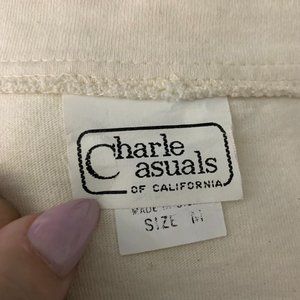 Charle
Casuals
OF CALIFORNIA
MADE IN
SIZE M